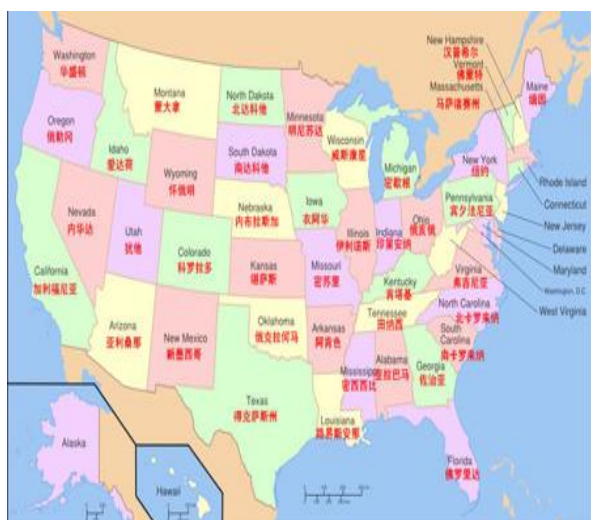 Washington
华盛顿
Oregon
俄勒冈
California
加利福尼亚
Idaho
爱达荷
Nevada
内华达
Montana
蒙大拿
Wyoming
怀俄明
Utah
犹他
Arizona
亚利桑那
Colorado
科罗拉多
New Mexico
新墨西哥
North Dakota
北达科他
South Dakota
南达科他
Nebraska
内布拉斯加
Kansas
堪萨斯
Oklahoma
俄克拉何马
Texas
得克萨斯州
Minnesota
明尼苏达
Iowa
衣阿华
Missouri
密苏里
Arkansas
阿肯色
Louisiana
路易斯安那
Wisconsin
威斯康星
Illinois
伊利诺斯
Michigan
密歇根
Indiana
印第安纳
Ohio
俄亥俄
Kentucky
肯塔基
Tennessee
田纳西
Mississippi
密西西比
Alabama
亚拉巴马
Georgia
佐治亚
Florida
佛罗里达
South
Carolina
南卡罗来纳
North Carolina
北卡罗来纳
Virginia
弗吉尼亚
West Virginia
Washington, D.C.
Maryland
Delaware
New Jersey
Connecticut
Rhode Island
Pennsylvania
宾夕法尼亚
New York
纽约
Maine
缅因
New Hampshire
汉普希尔
Vermont
佛蒙特
Massachusetts
马萨诸赛州
Alaska
Hawaii